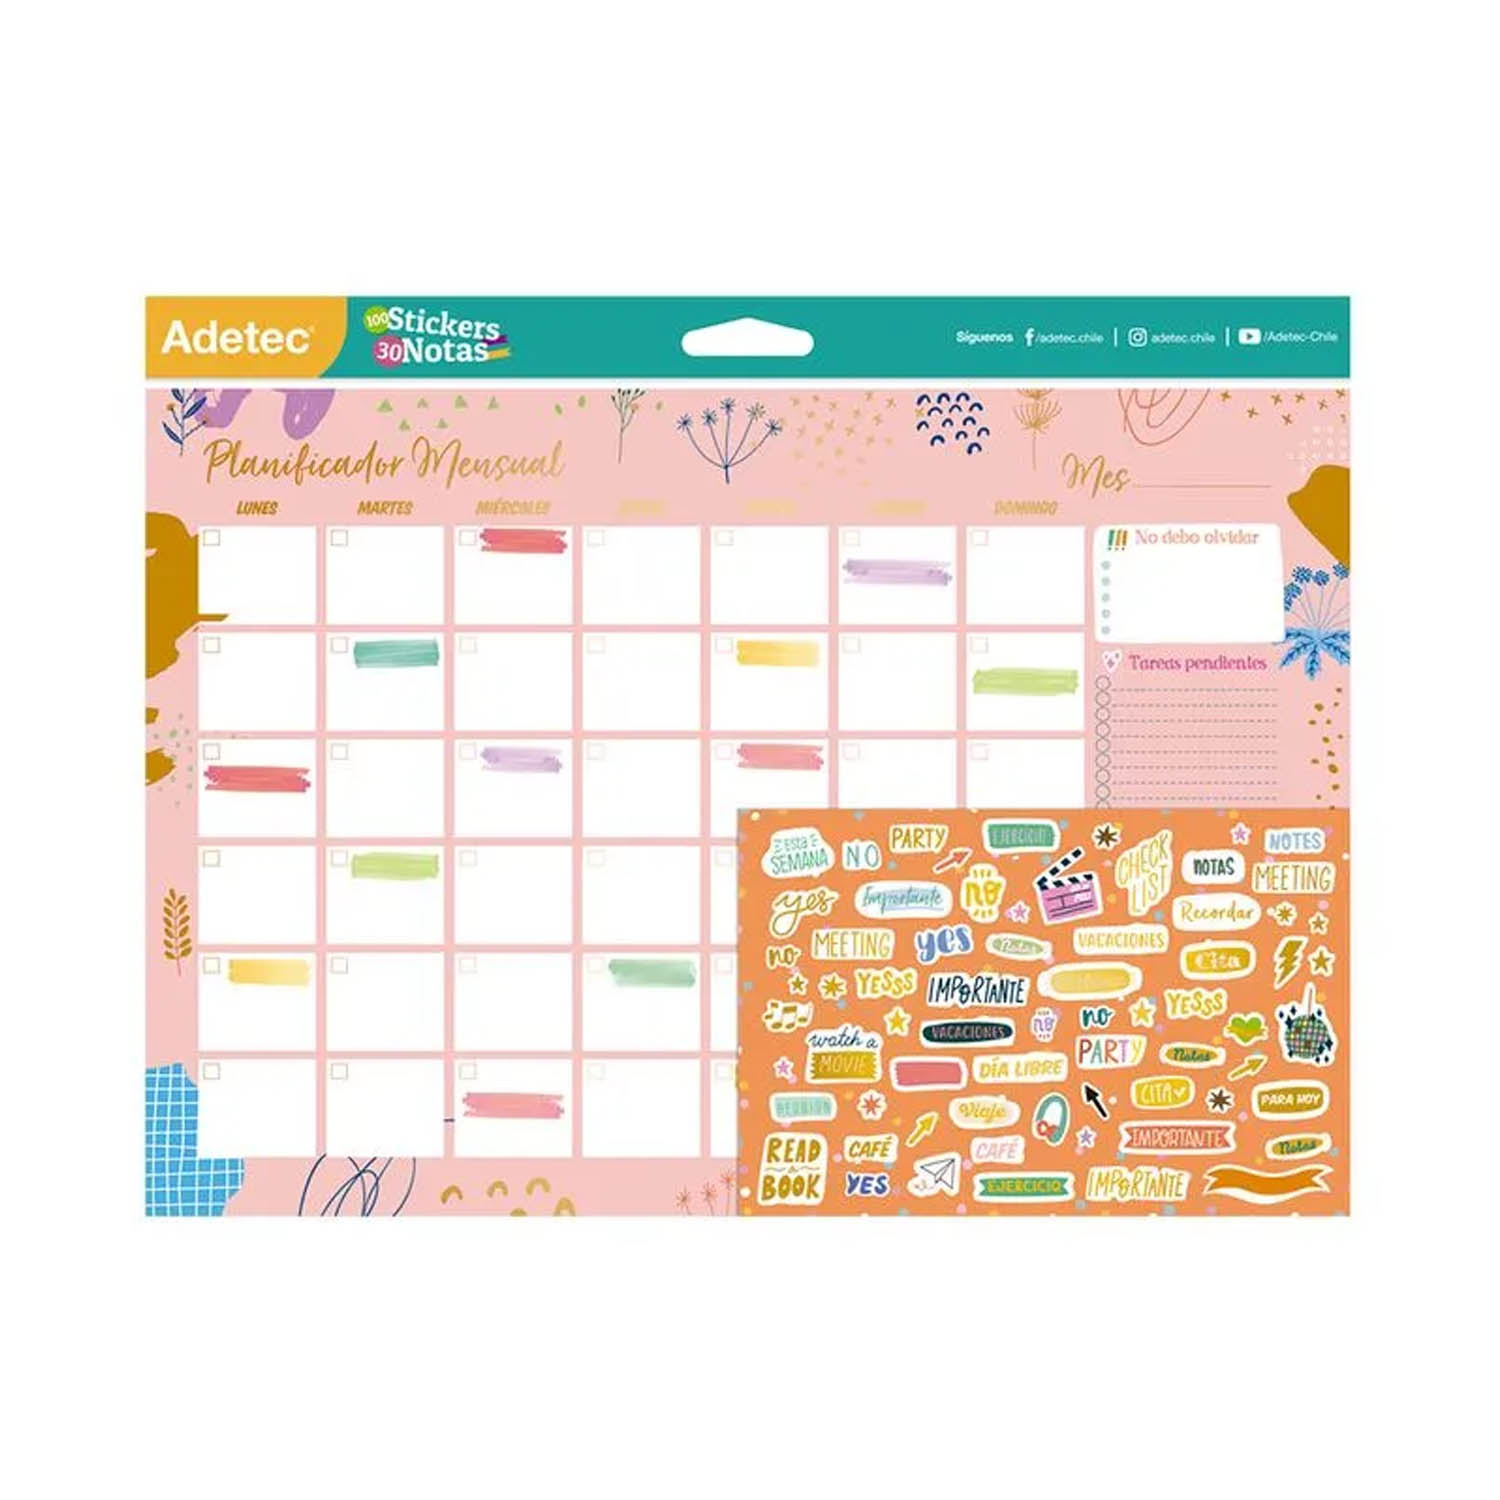 Adetec®
100 Stickers
30 Notas
Síguenos f/adetec.chile | adetec.chile | /Adetec-Chile
Planificador Mensual
Mes
LUNES MARTES MIÉRCOLES DOMINGO
!!! No debo olvidar
Tareas pendientes
Esta SEMANA
NO
PARTY
EJERCICIO
CHECK LIST
NOTAS
NOTES
MEETING
yes
Importante
no
Recordar
no
MEETING
yes
Notas
VACACIONES
Cita
YESSS
IMPORTANTE
YESSS
watch a MOVIE
VACACIONES
no
no
PARTY
Notas
DÍA LIBRE
REUNIÓN
Viaje
CITA
PARA HOY
READ a BOOK
CAFÉ
CAFÉ
IMPORTANTE
Notas
YES
EJERCICIO
IMPORTANTE